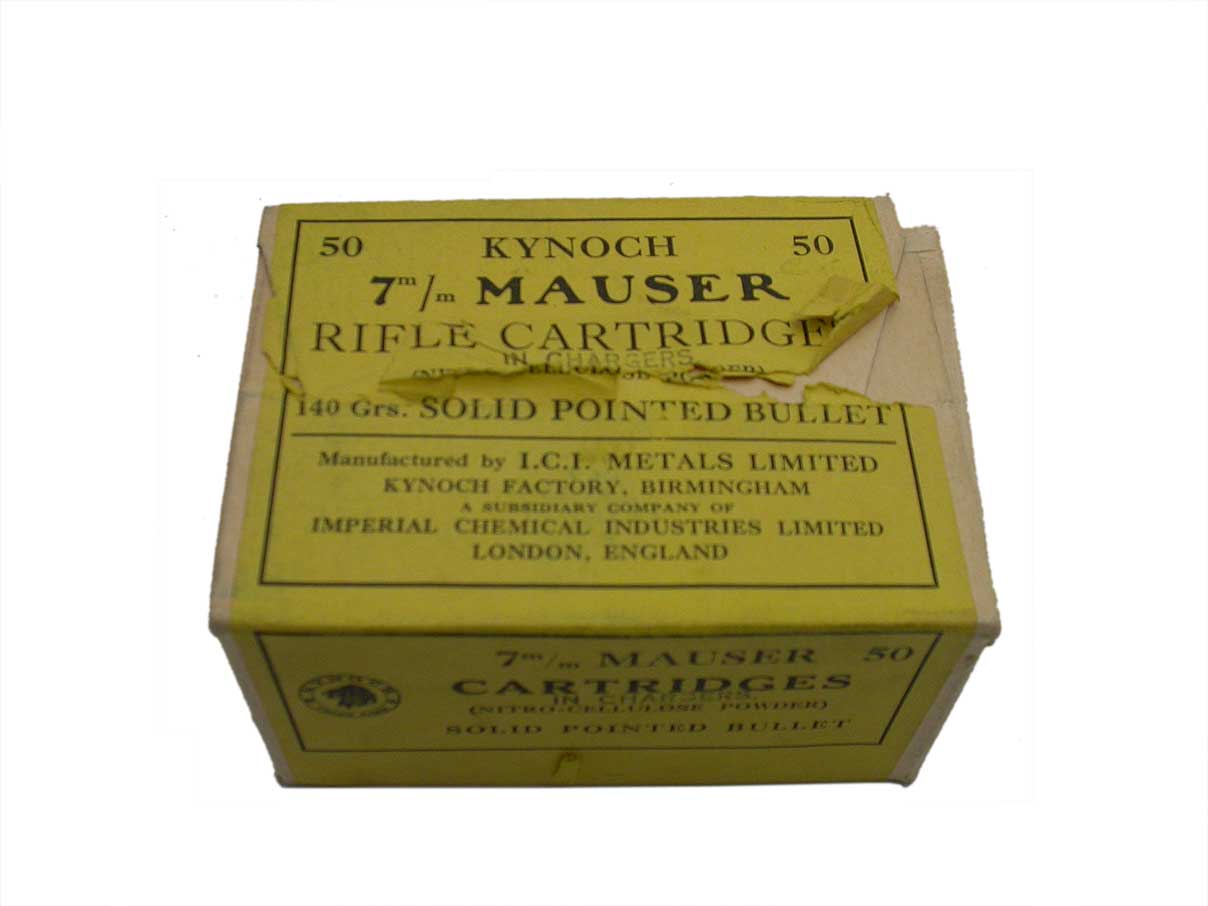 50 KYNOCH 50
7 m/m MAUSER
RIFLE CARTRIDGE
IN CHARGERS
140 Grs. SOLID POINTED BULLET
Manufactured by I.C.I. METALS LIMITED
KYNOCH FACTORY, BIRMINGHAM
A SUBSIDIARY COMPANY OF
IMPERIAL CHEMICAL INDUSTRIES LIMITED
LONDON, ENGLAND
7 m/m MAUSER 50
CARTRIDGES
IN CHARGERS.
(NITRO-CELLULOSE POWDER)
SOLID POINTED BULLET